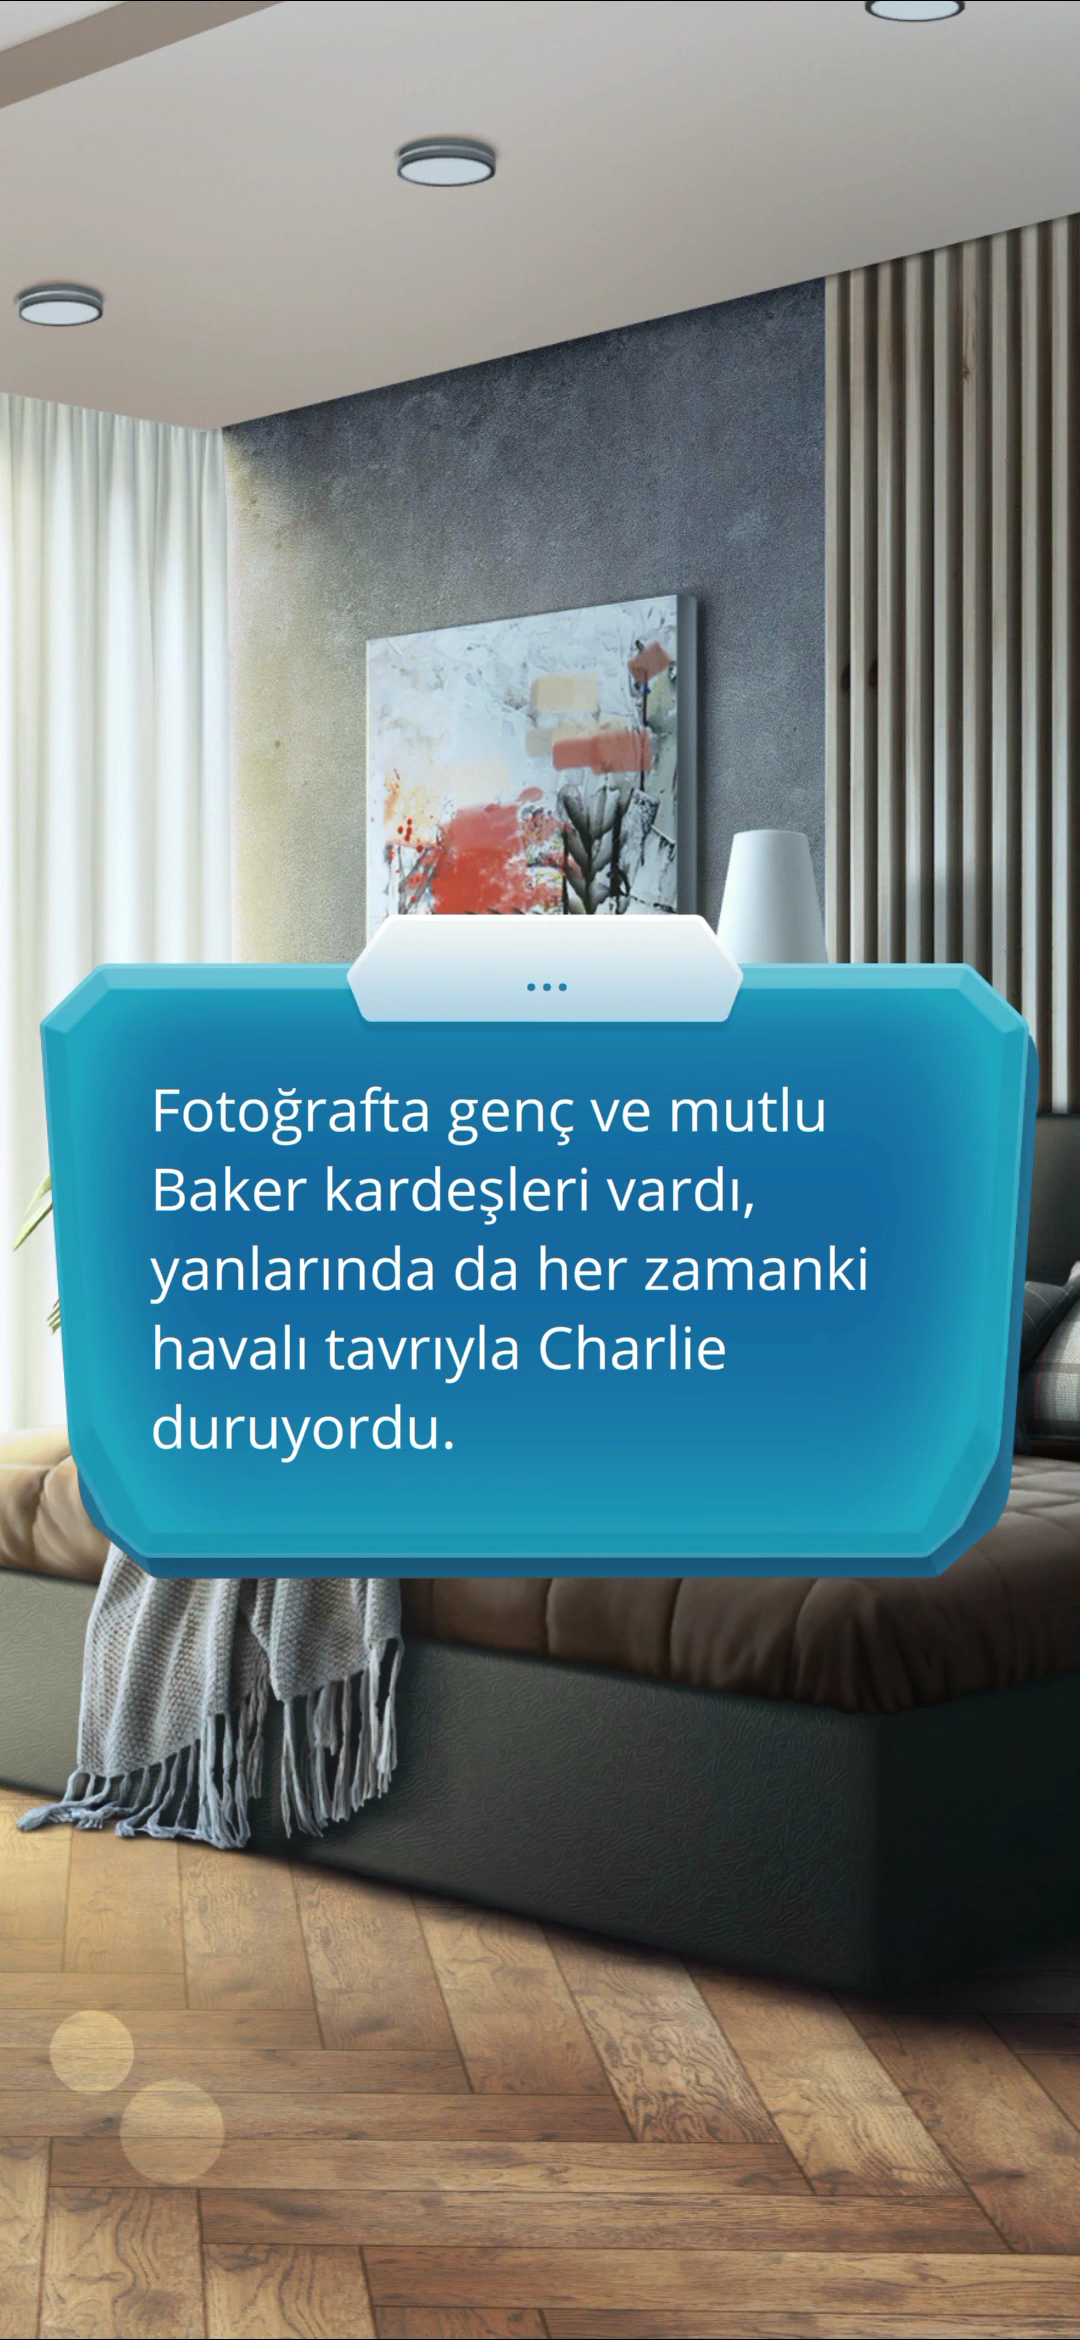 ...
Fotoğrafta genç ve mutlu
Baker kardeşleri vardı,
yanlarında da her zamanki
havalı tavrıyla Charlie
duruyordu.